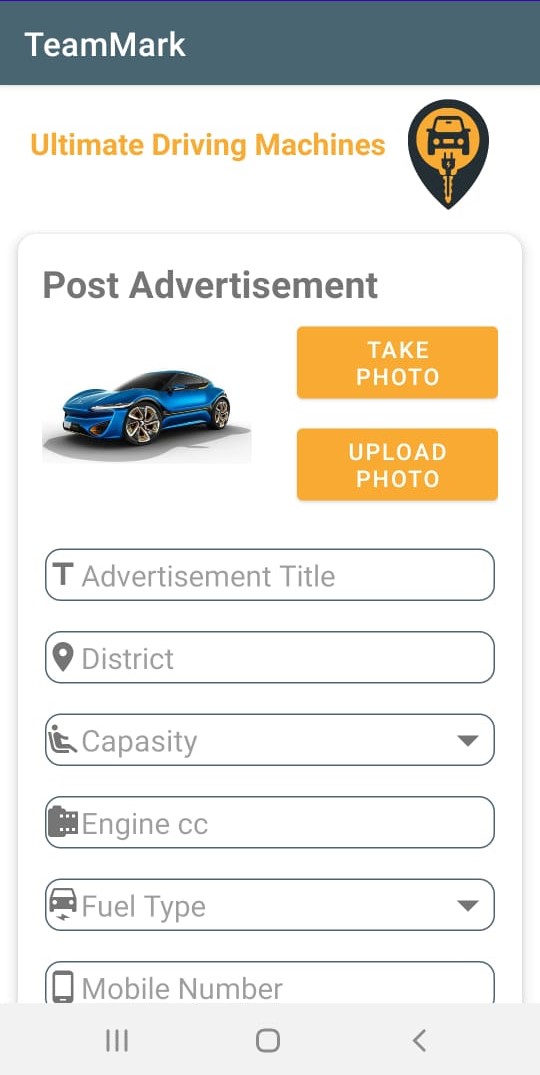 TeamMark
Ultimate Driving Machines
Post Advertisement
TAKE
PHOTO
UPLOAD
PHOTO
Advertisement Title
District
Capasity
Engine cc
Fuel Type
Mobile Number